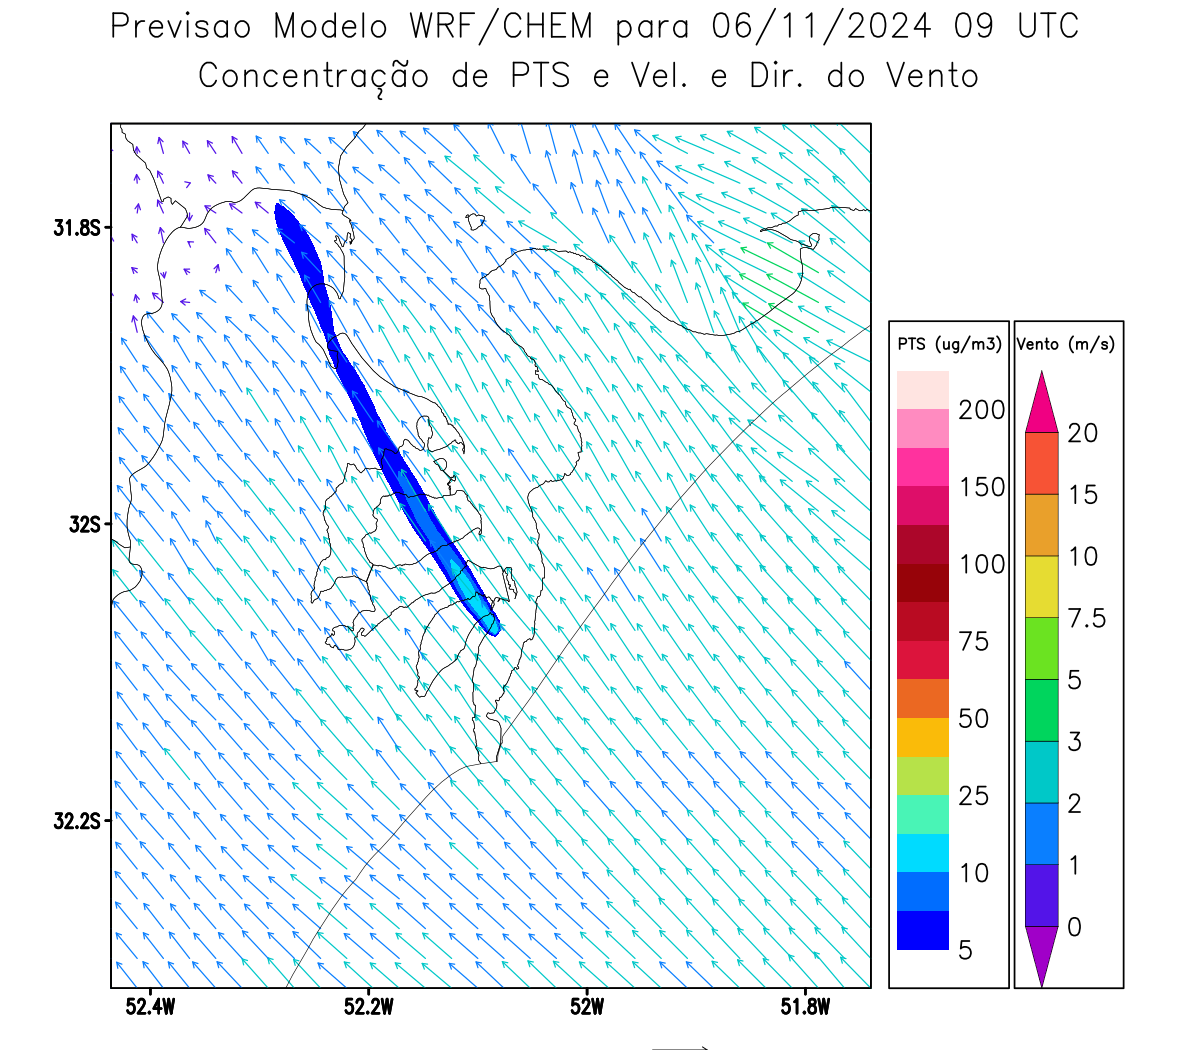 Previsao Modelo WRF/CHEM para 06/11/2024 09 UTC
Concentração de PTS e Vel. e Dir. do Vento
31.8S
32S
32.2S
52.4W 52.2W 52W 51.8W
PTS (ug/m3)
200
150
100
75
50
25
10
5
Vento (m/s)
20
15
10
7.5
5
3
2
1
0